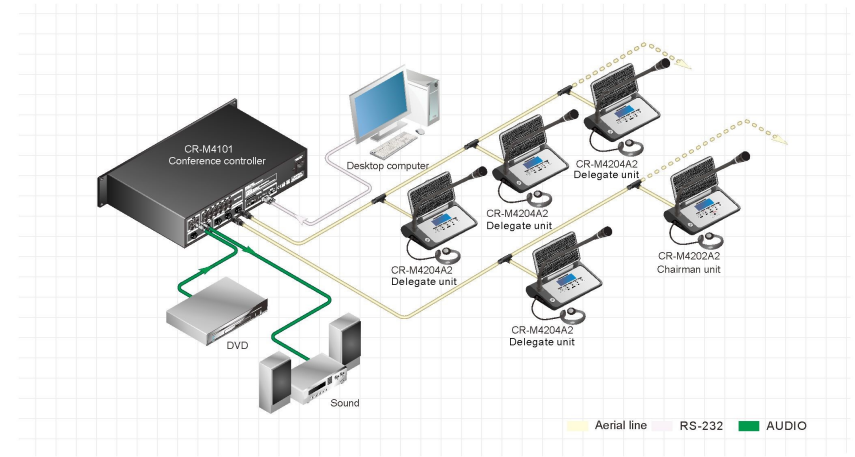 CR-M4101
Conference controller
Desktop computer
CR-M4204A2
Delegate unit
CR-M4204A2
Delegate unit
CR-M4204A2
Delegate unit
CR-M4202A2
Chairman unit
CR-M4204A2
Delegate unit
DVD
Sound
Aerial line
RS-232
AUDIO